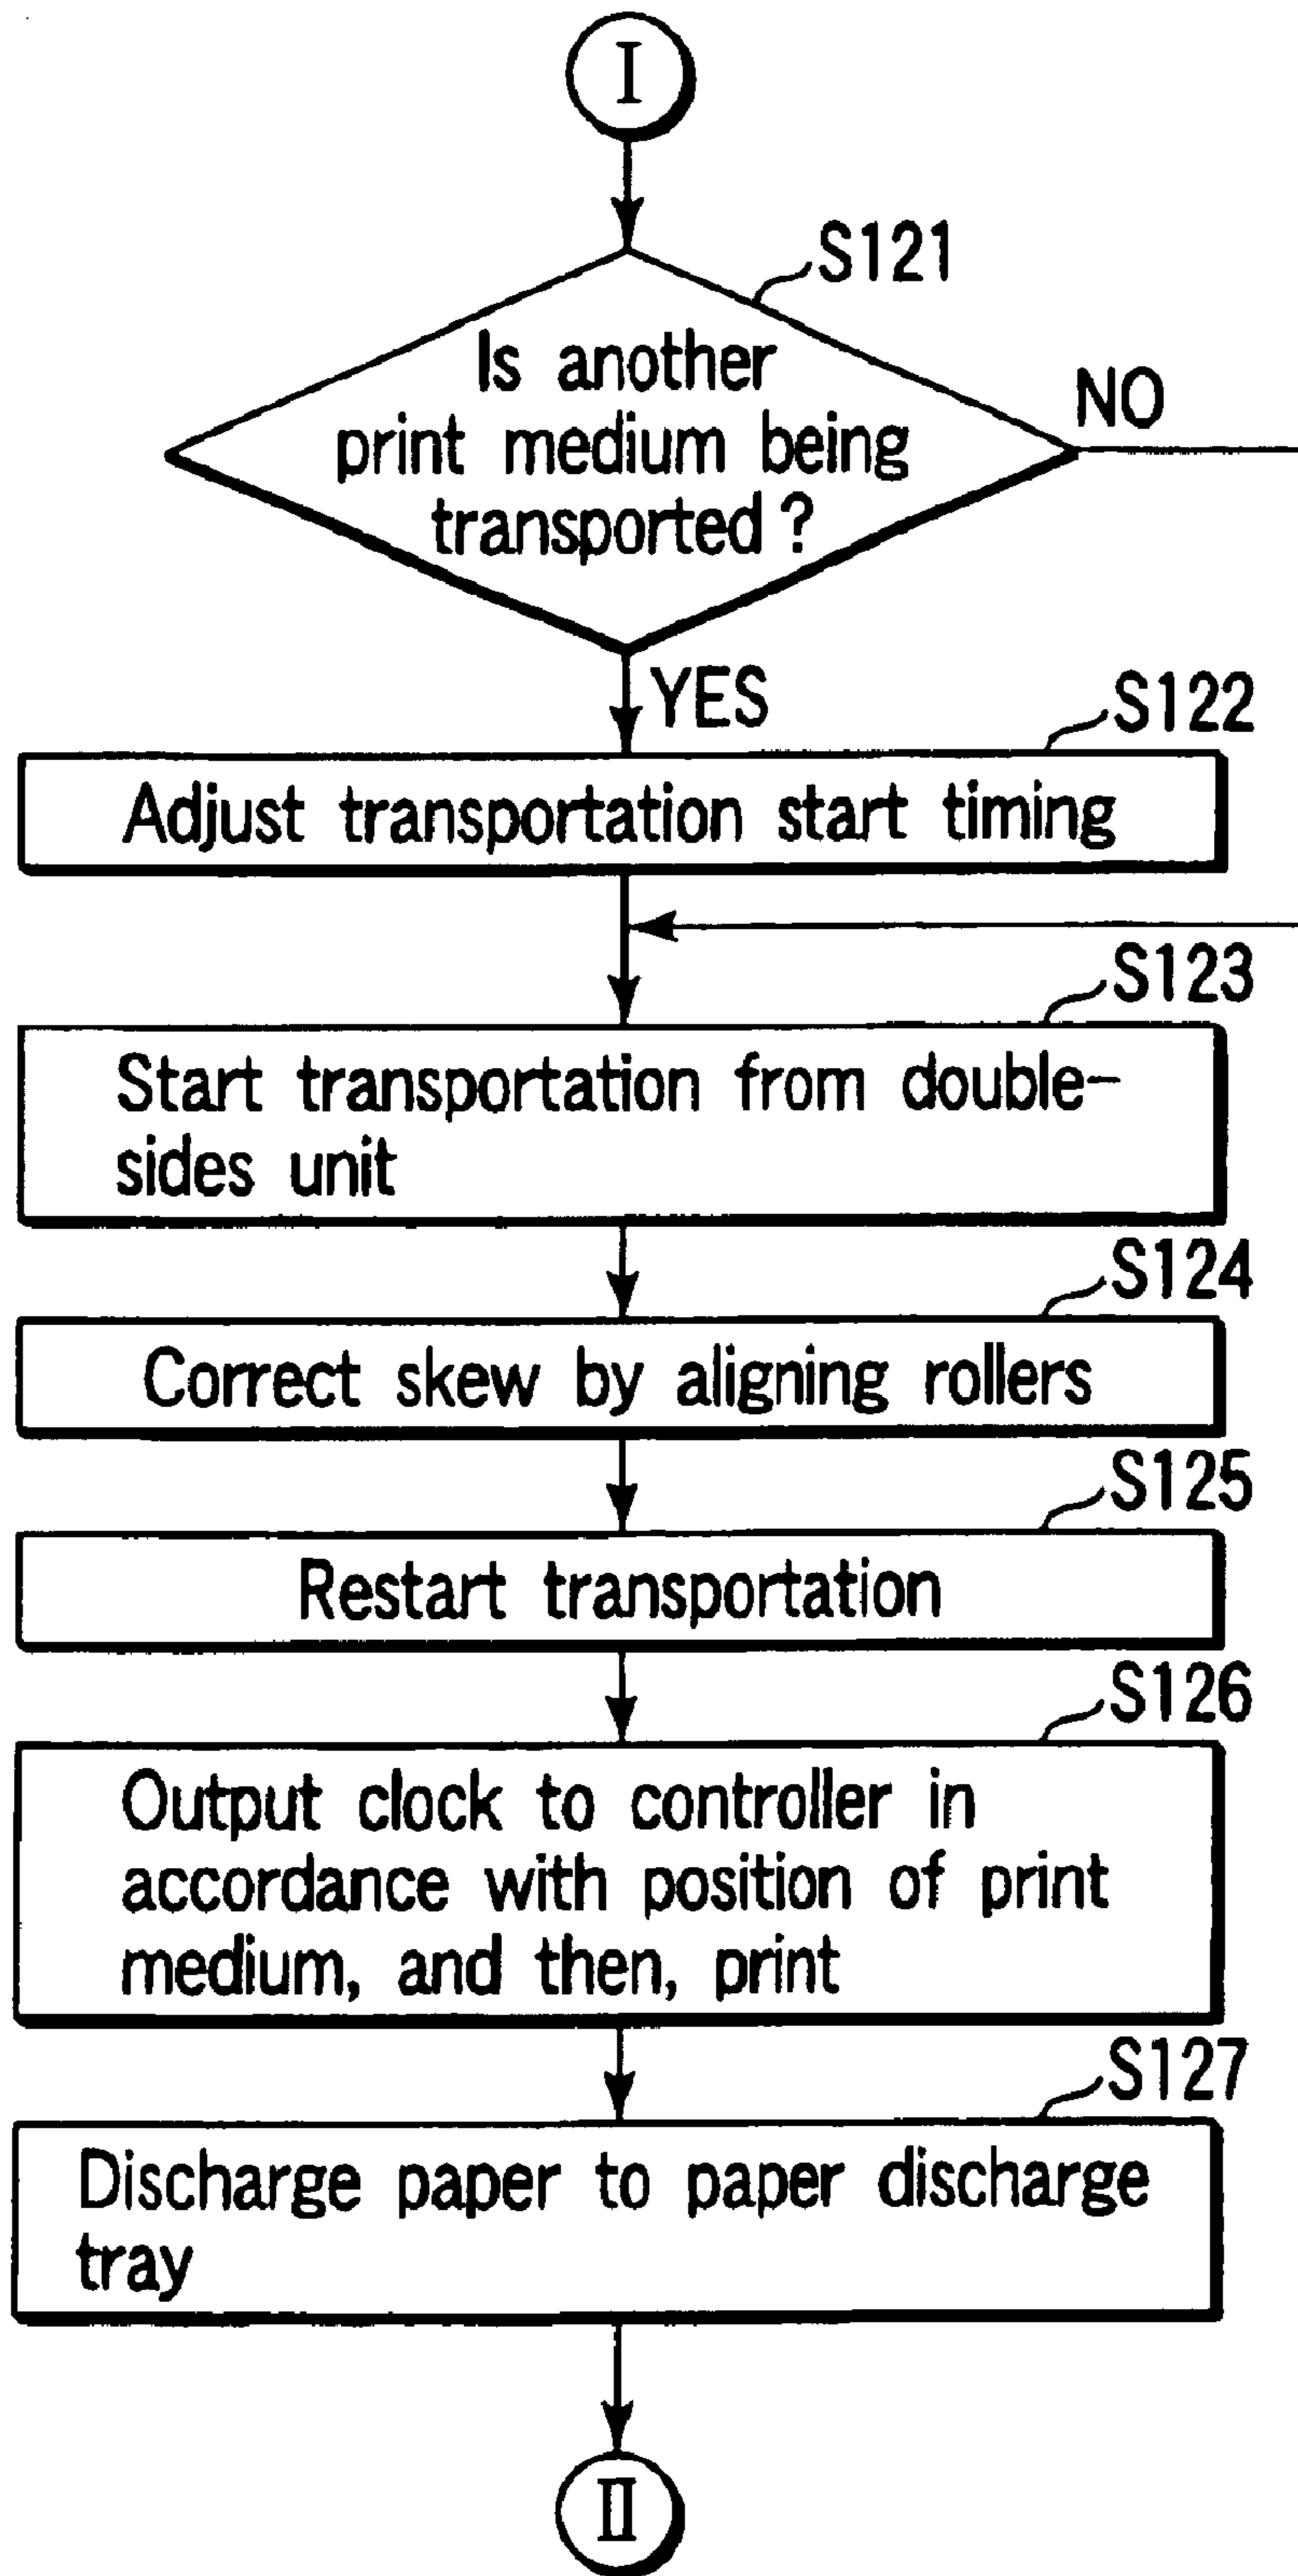 I
S121
Is another
print medium being
transported ?
NO
YES
S122
Adjust transportation start timing
S123
Start transportation from double-
sides unit
S124
Correct skew by aligning rollers
S125
Restart transportation
S126
Output clock to controller in
accordance with position of print
medium, and then, print
S127
Discharge paper to paper discharge
tray
II